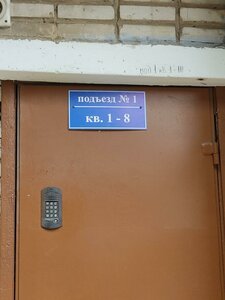 подъезд № 1
кв. 1 - 8